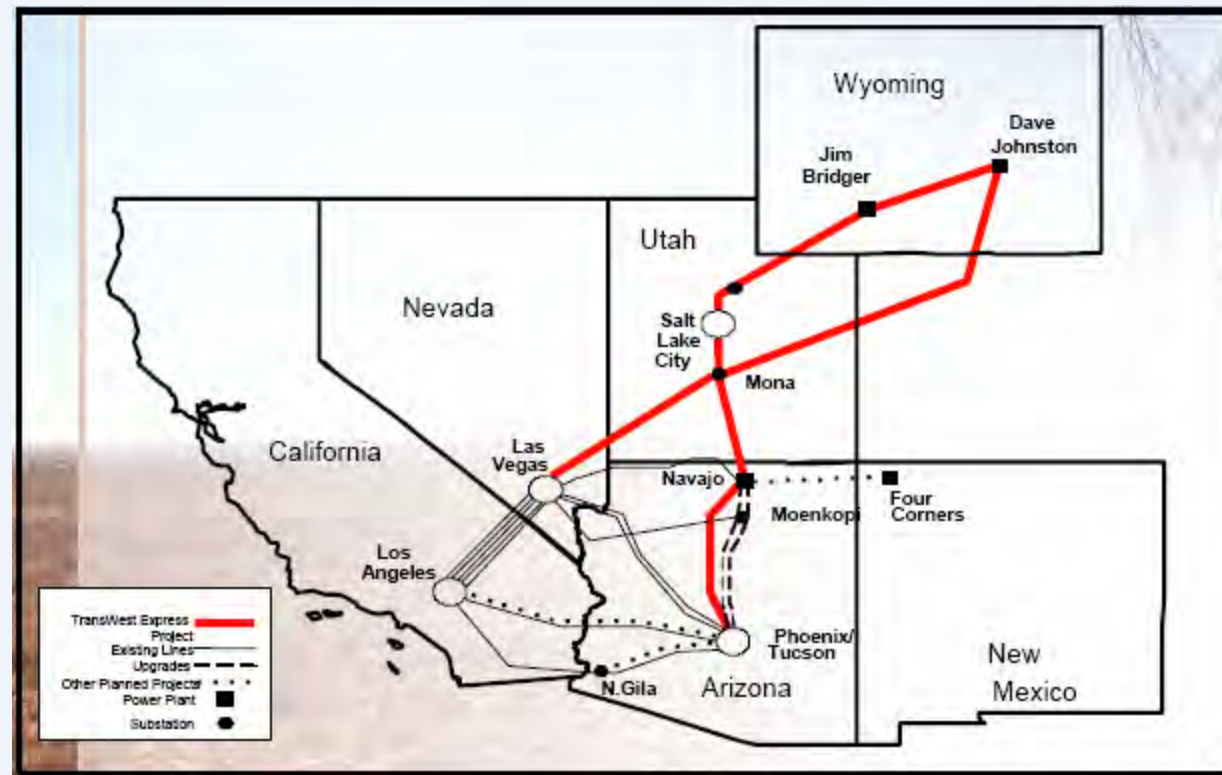 Wyoming
Dave
Johnston
Jim
Bridger
Utah
Nevada
Salt
Lake
City
Mona
California
Las
Vegas
Navajo
Four
Corners
Moenkopi
Los
Angeles
TransWest Express
Project
Existing Lines
Upgrades
Other Planned Projects
Power Plant
Substation
Phoenix/
Tucson
N.Gila
Arizona
New
Mexico